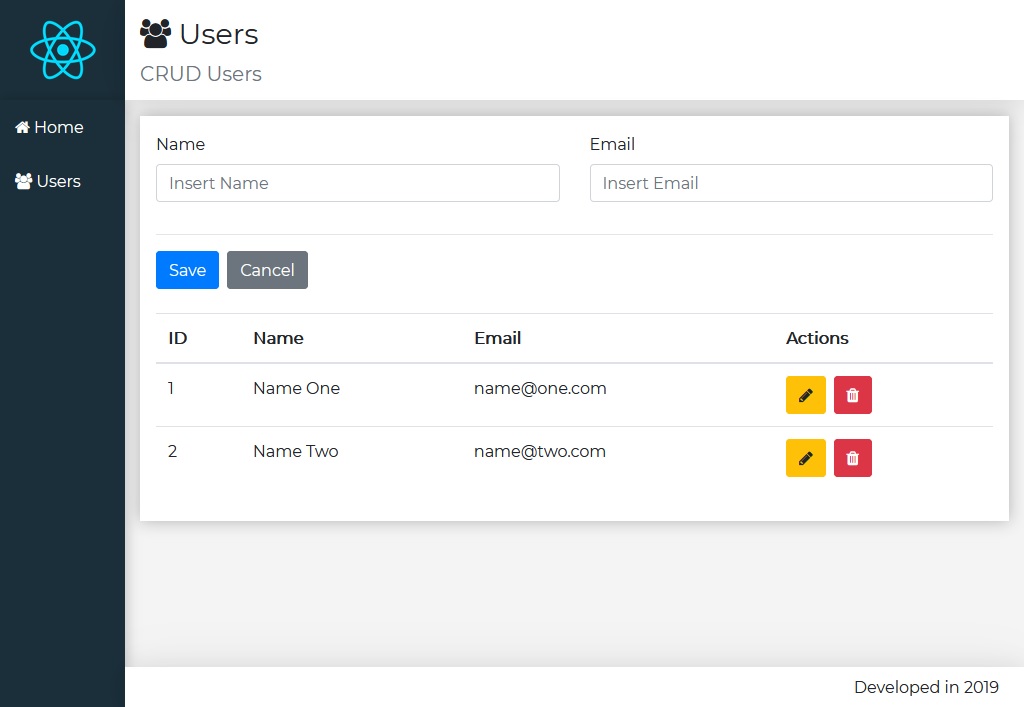 Users
CRUD Users
Home
Users
Name Email
Insert Name Insert Email
Save Cancel
ID Name Email Actions
1 Name One name@one.com
2 Name Two name@two.com
Developed in 2019